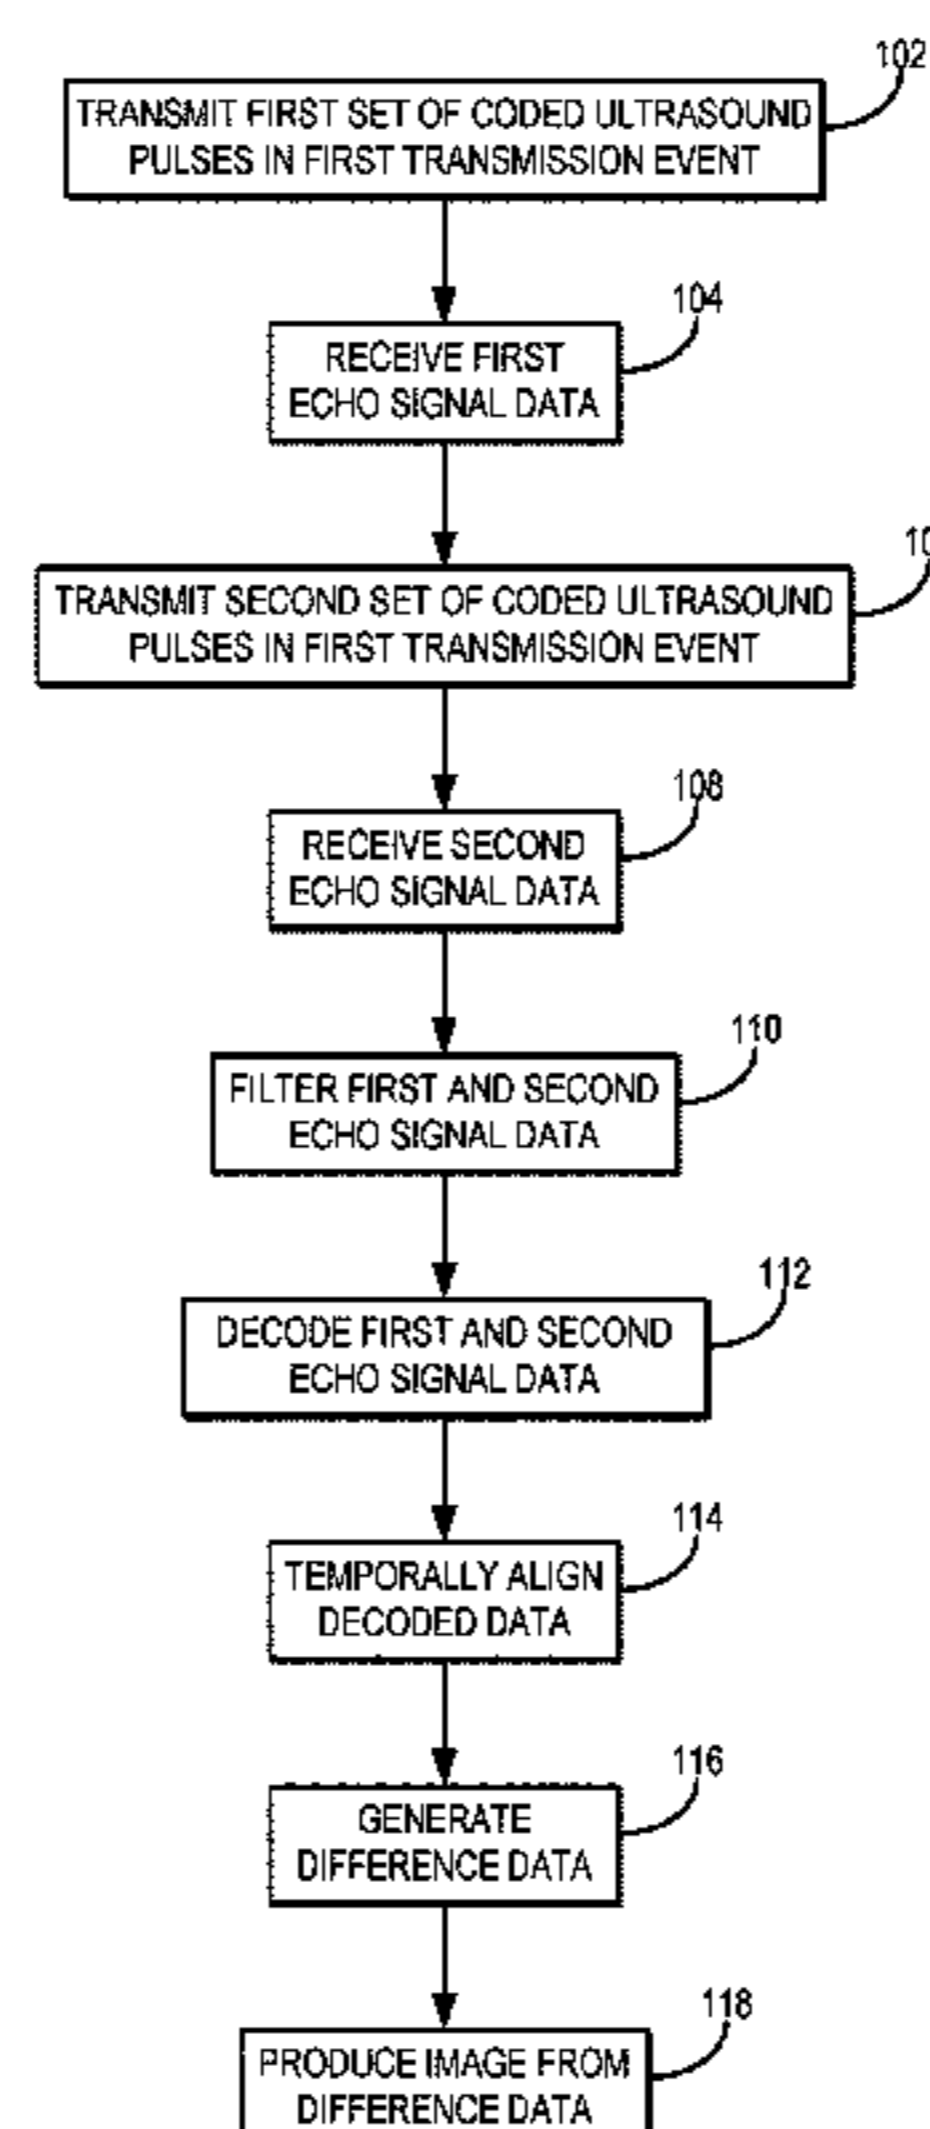 102
TRANSMIT FIRST SET OF CODED ULTRASOUND
PULSES IN FIRST TRANSMISSION EVENT
104
RECEIVE FIRST
ECHO SIGNAL DATA
TRANSMIT SECOND SET OF CODED ULTRASOUND
PULSES IN FIRST TRANSMISSION EVENT
108
RECEIVE SECOND
ECHO SIGNAL DATA
110
FILTER FIRST AND SECOND
ECHO SIGNAL DATA
112
DECODE FIRST AND SECOND
ECHO SIGNAL DATA
114
TEMPORALLY ALIGN
DECODED DATA
116
GENERATE
DIFFERENCE DATA
118
PRODUCE IMAGE FROM
DIFFERENCE DATA